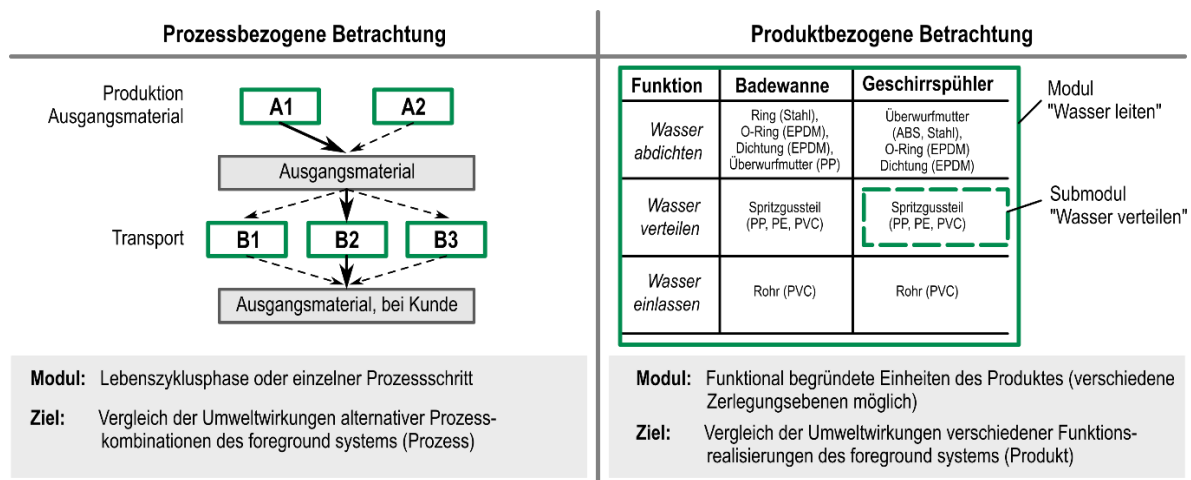 Prozessbezogene Betrachtung
Produktion
Ausgangsmaterial
A1
A2
Ausgangsmaterial
Transport
B1
B2
B3
Ausgangsmaterial, bei Kunde
Modul: Lebenszyklusphase oder einzelner Prozessschritt
Ziel: Vergleich der Umweltwirkungen alternativer Prozess-
kombinationen des foreground systems (Prozess)
Produktbezogene Betrachtung
Funktion
Badewanne
Geschirrspühler
Wasser
abdichten
Ring (Stahl),
O-Ring (EPDM),
Dichtung (EPDM),
Überwurfmutter (PP)
Überwurfmutter
(ABS, Stahl),
O-Ring (EPDM)
Dichtung (EPDM)
Wasser
verteilen
Spritzgussteil
(PP, PE, PVC)
Spritzgussteil
(PP, PE, PVC)
Wasser
einlassen
Rohr (PVC)
Rohr (PVC)
Modul
"Wasser leiten"
Submodul
"Wasser verteilen"
Modul: Funktional begründete Einheiten des Produktes (verschiedene
Zerlegungsebenen möglich)
Ziel: Vergleich der Umweltwirkungen verschiedener Funktions-
realisierungen des foreground systems (Produkt)